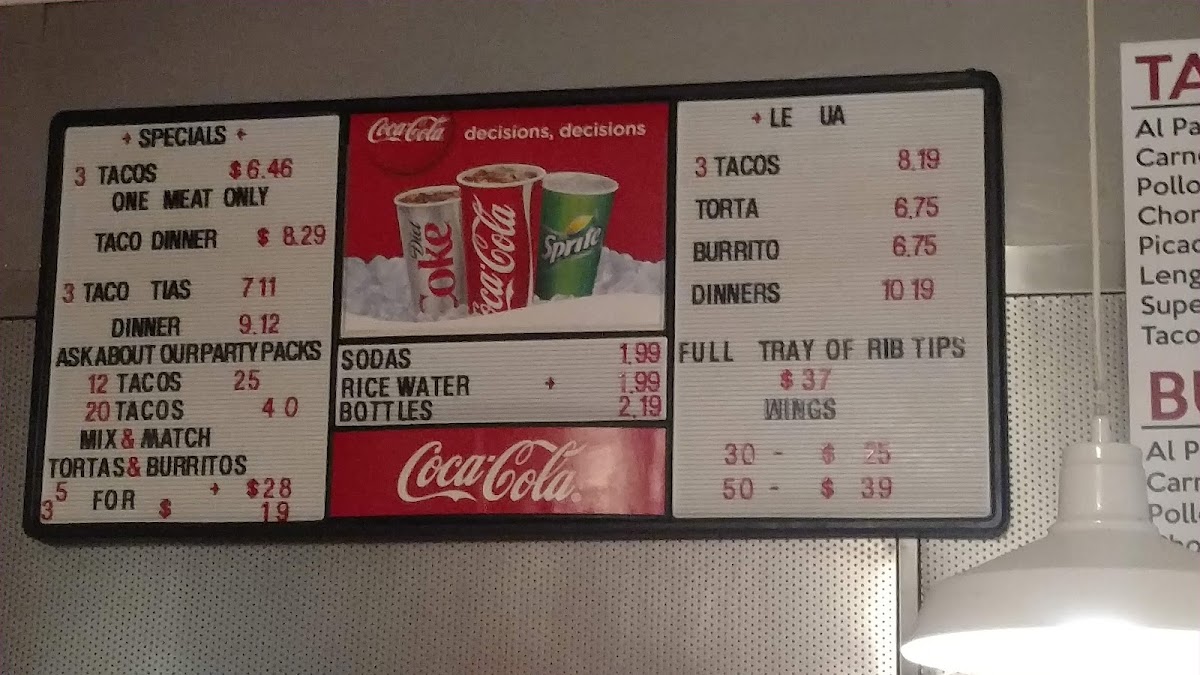 SPECIALS
3 TACOS $6.46
ONE MEAT ONLY
TACO DINNER $ 8.29
3 TACO TIAS 7 11
DINNER 9.12
ASK ABOUT OUR PARTY PACKS
12 TACOS 25
20 TACOS 4 0
MIX & MATCH
TORTAS & BURRITOS
5 FOR $28
3 $ 19
Coca-Cola decisions, decisions
Diet Coke
Coca-Cola
Sprite
SODAS 1.99
RICE WATER 1.99
BOTTLES 2.19
Coca-Cola
LE UA
3 TACOS 8.19
TORTA 6.75
BURRITO 6.75
DINNERS 10 19
FULL TRAY OF RIB TIPS
$ 37
WINGS
30 - $ 25
50 - $ 39
TA
Al Pa
Carn
Pollo
Chor
Picad
Leng
Supe
Taco
BU
Al P
Carn
Poll